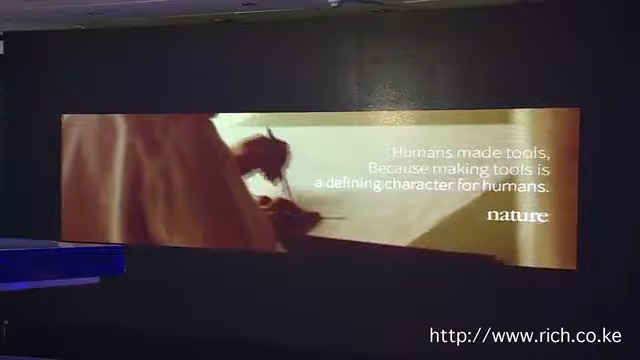 Humans made tools,
Because making tools is
a defining character for humans.
nature
http://www.rich.co.ke